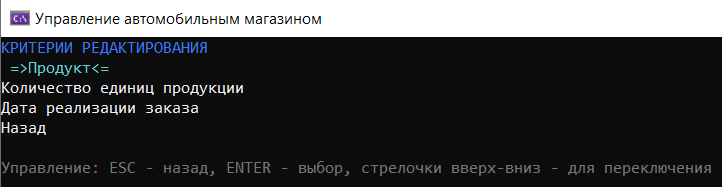 Управление автомобильным магазином
КРИТЕРИИ РЕДАКТИРОВАНИЯ
=>Продукт<=
Количество единиц продукции
Дата реализации заказа
Назад
Управление: ESC - назад, ENTER - выбор, стрелочки вверх-вниз - для переключения